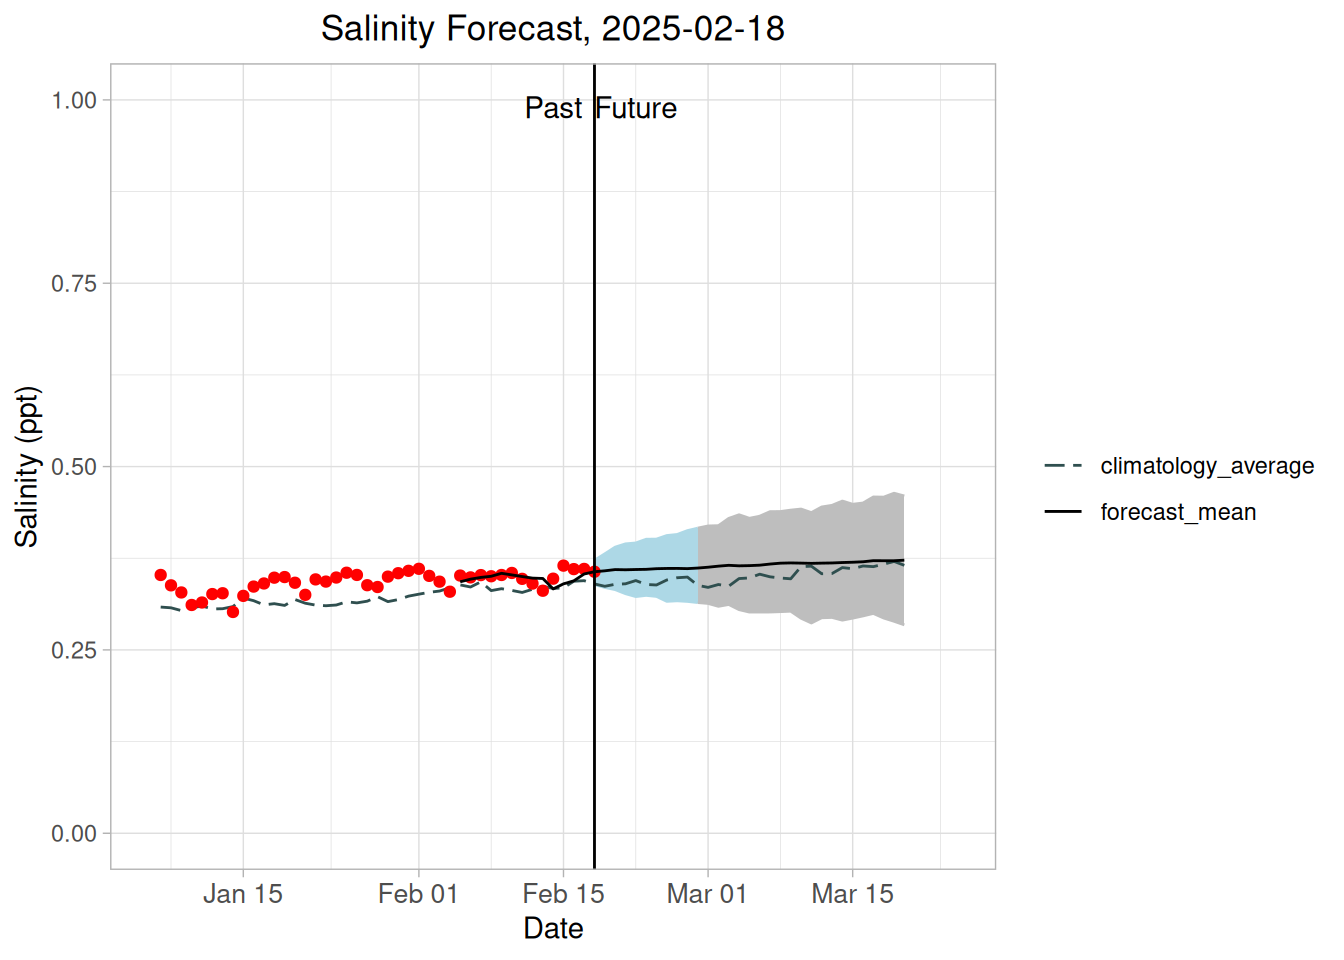 Salinity Forecast, 2025-02-18
Past Future
1.00
0.75
0.50
0.25
0.00
Salinity (ppt)
Jan 15 Feb 01 Feb 15 Mar 01 Mar 15
Date
climatology_average
forecast_mean